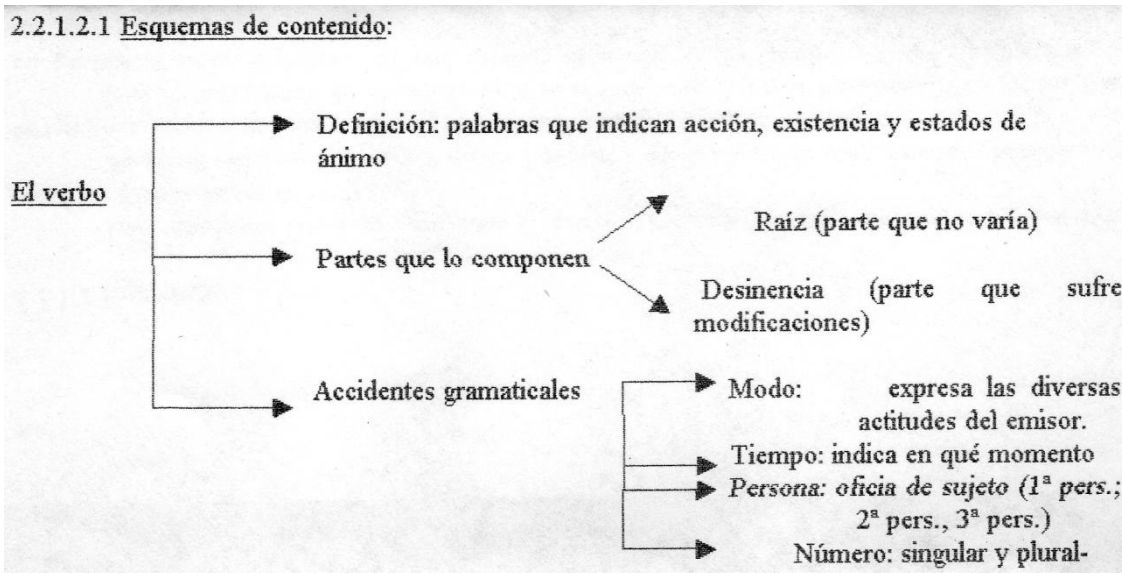 2.2.1.2.1 Esquemas de contenido:
Definición: palabras que indican acción, existencia y estados de
ánimo
El verbo
Raíz (parte que no varía)
Partes que lo componen
Desinencia (parte que sufre
modificaciones)
Accidentes gramaticales
Modo: expresa las diversas
actitudes del emisor.
Tiempo: indica en qué momento
Persona: oficia de sujeto (1ª pers.;
2ª pers., 3ª pers.)
Número: singular y plural-